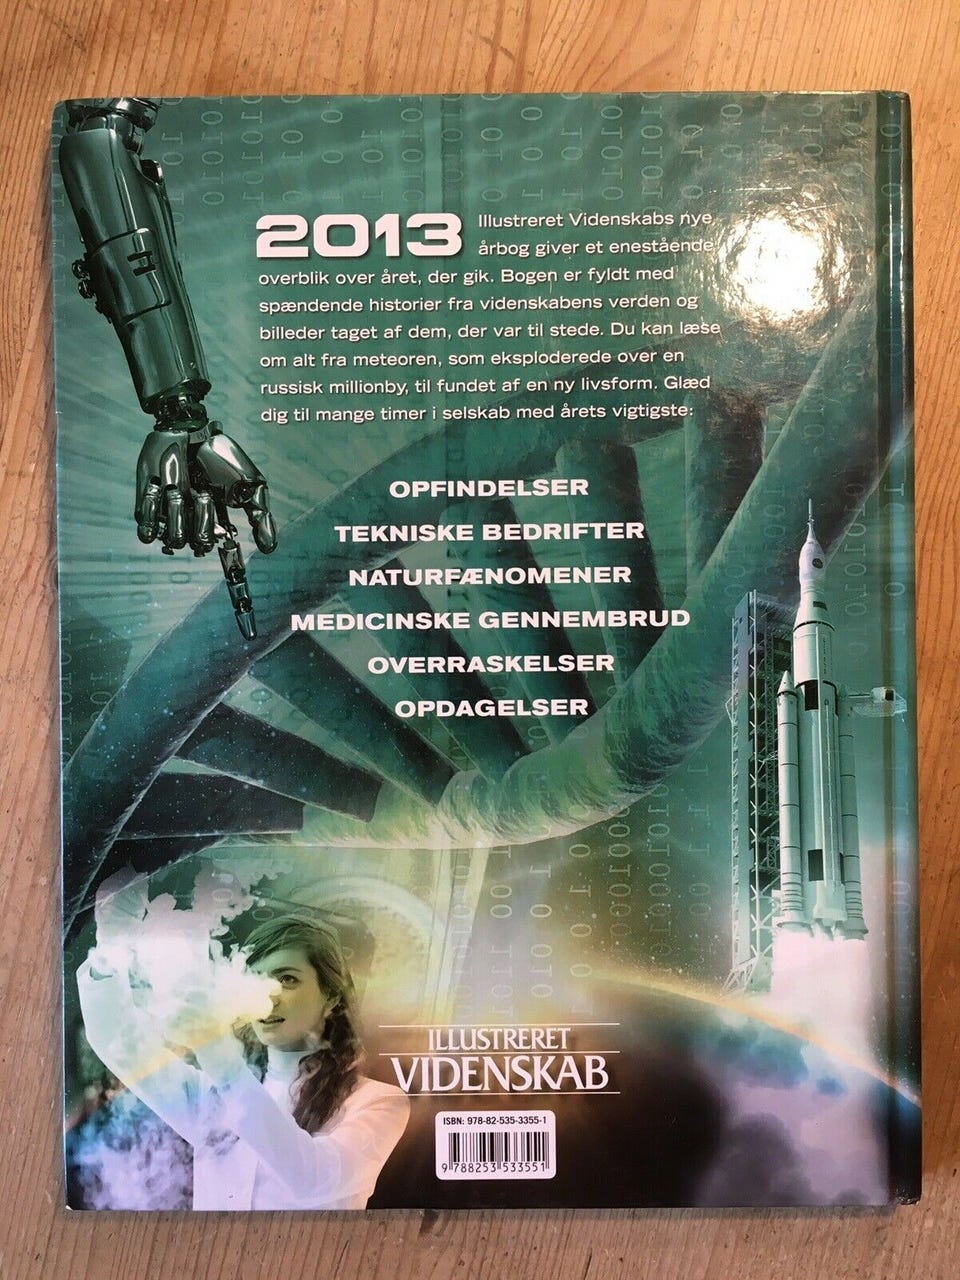 2013 Illustreret Videnskabs nye
årbog giver et enestående
overblik over året, der gik. Bogen er fyldt med
spændende historier fra videnskabens verden og
billeder taget af dem, der var til stede. Du kan læse
om alt fra meteoren, som eksploderede over en
russisk millionby, til fundet af en ny livsform. Glæd
dig til mange timer i selskab med årets vigtigste:
OPFINDELSER
TEKNISKE BEDRIFTER
NATURFÆNOMENER
MEDICINSKE GENNEMBRUD
OVERRASKELSER
OPDAGELSER
ILLUSTRERET
VIDENSKAB
ISBN: 978-82-535-3355-1
9 788253 533551